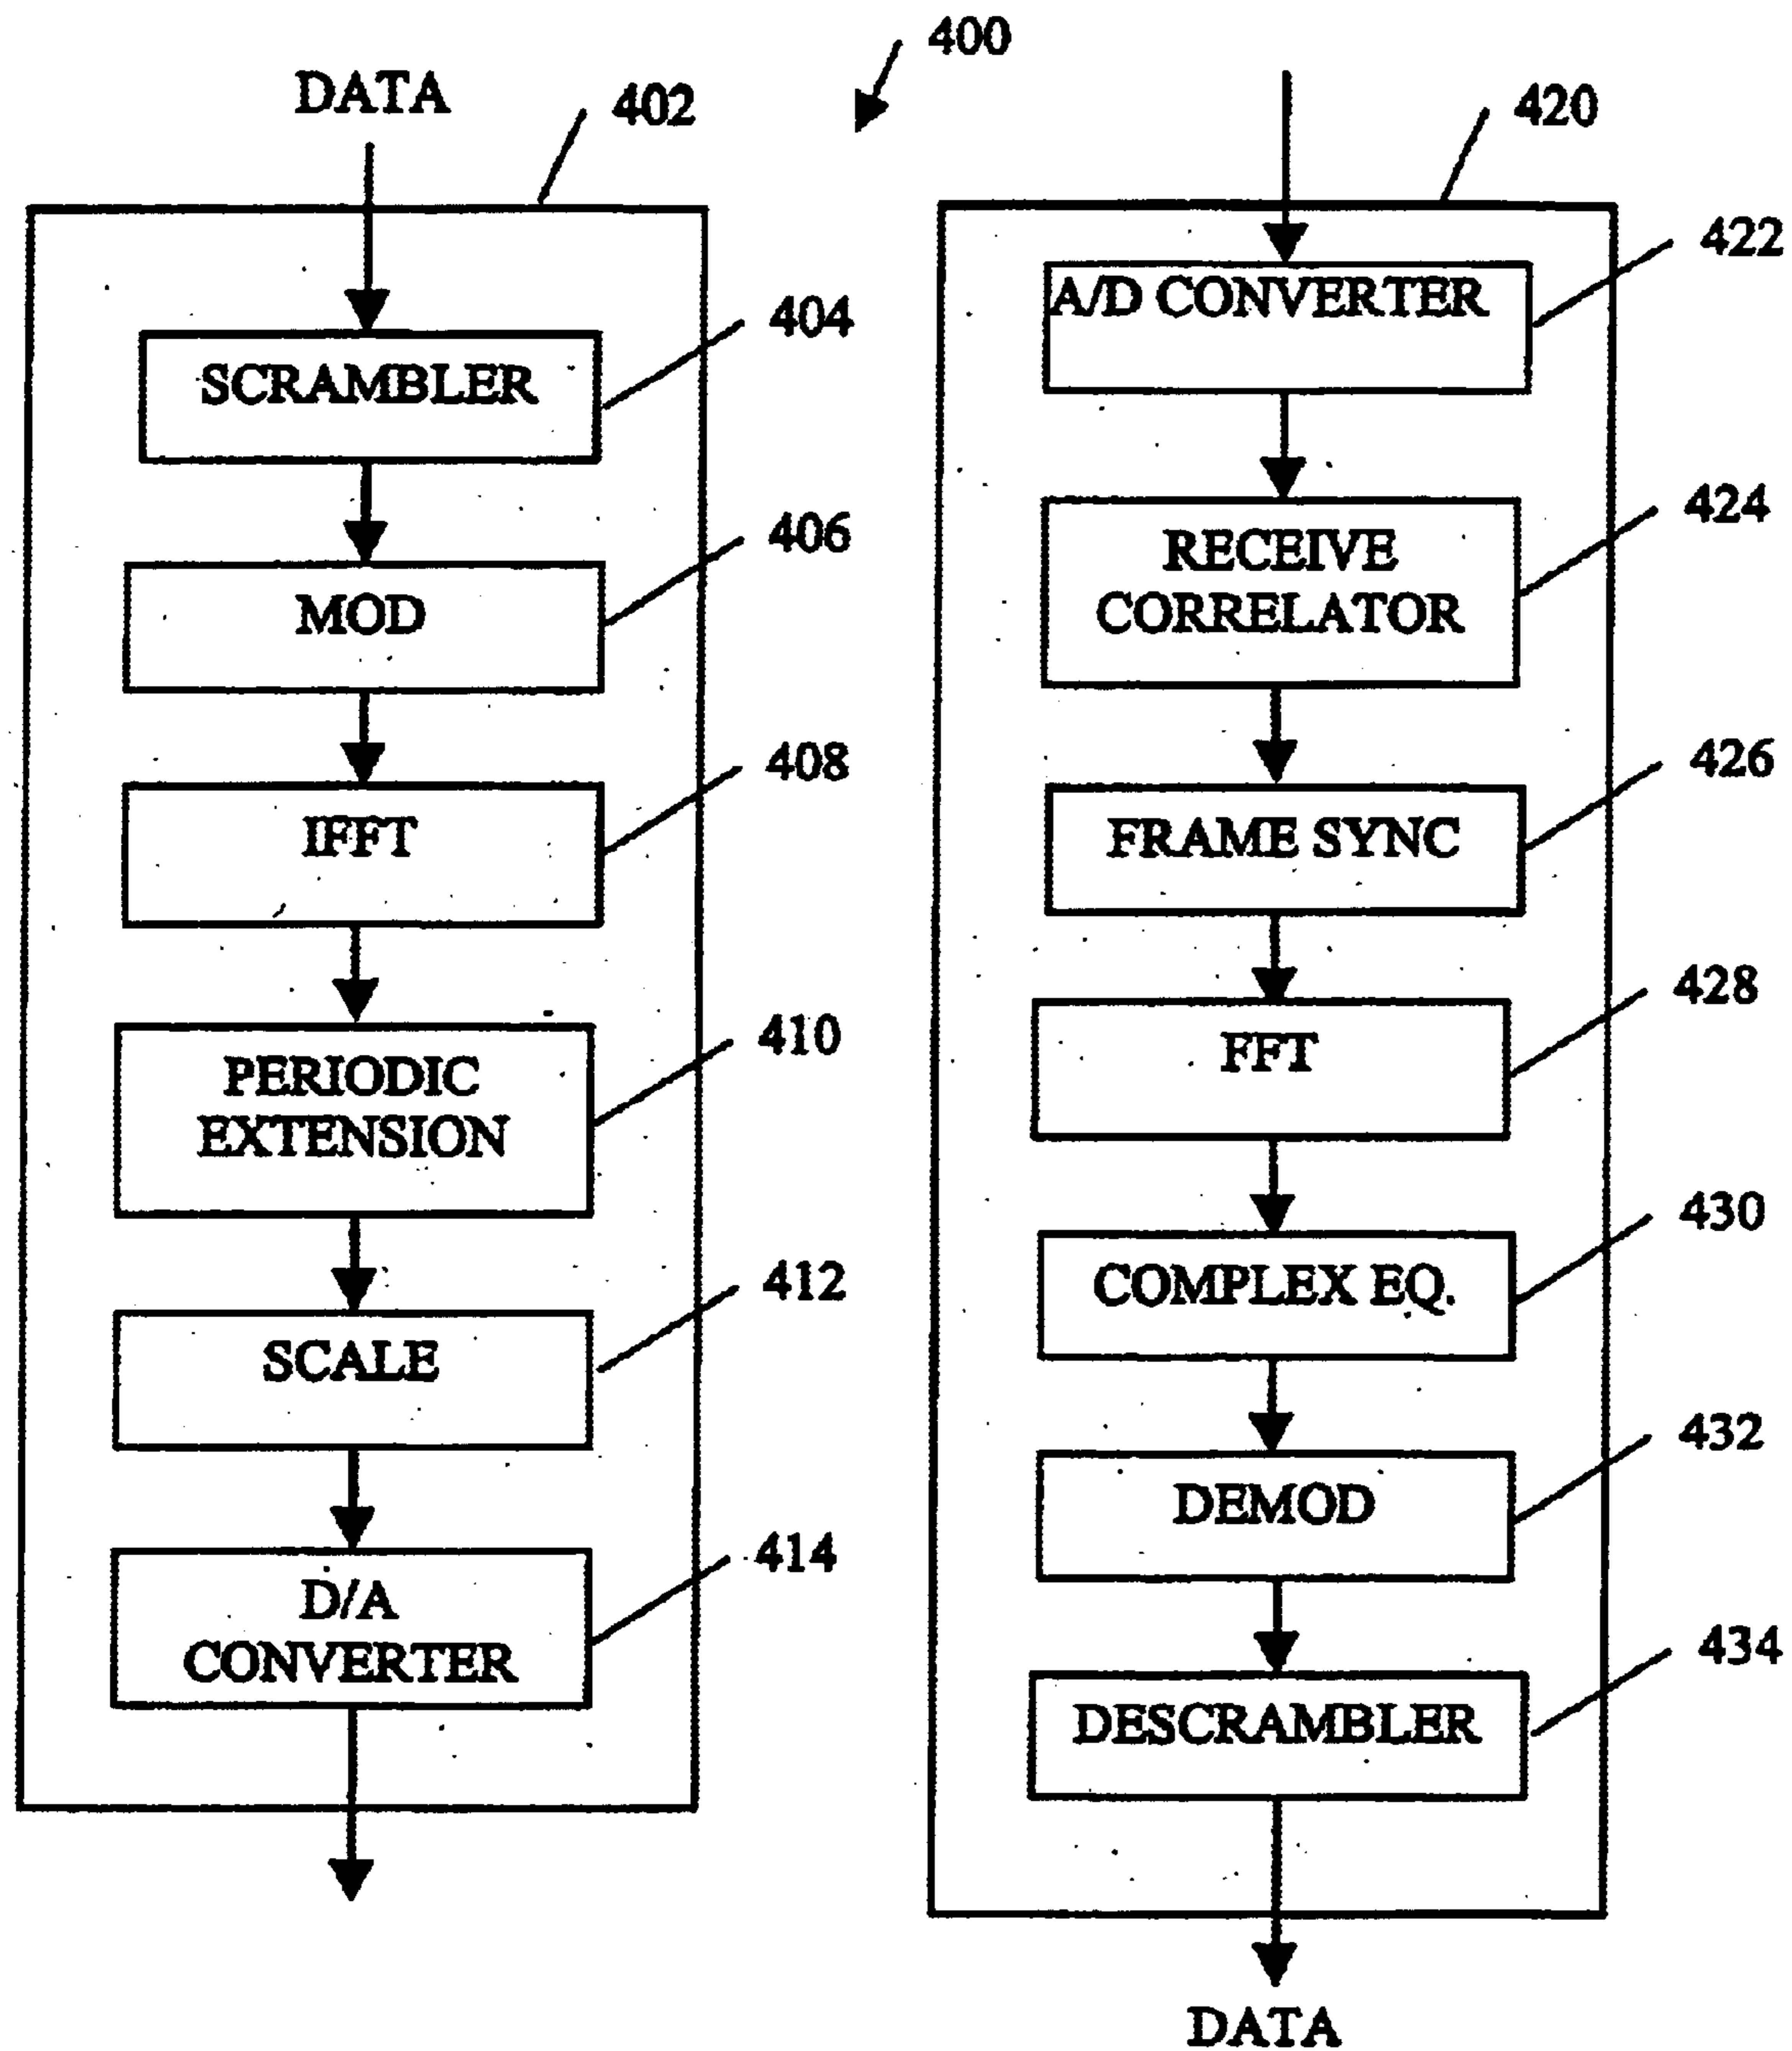 400
DATA
402
SCRAMBLER
404
MOD
406
IFFT
408
PERIODIC
EXTENSION
410
SCALE
412
D/A
CONVERTER
414
420
A/D CONVERTER
422
RECEIVE
CORRELATOR
424
FRAME SYNC
426
FFT
428
COMPLEX EQ.
430
DEMOD
432
DESCRAMBLER
434
DATA